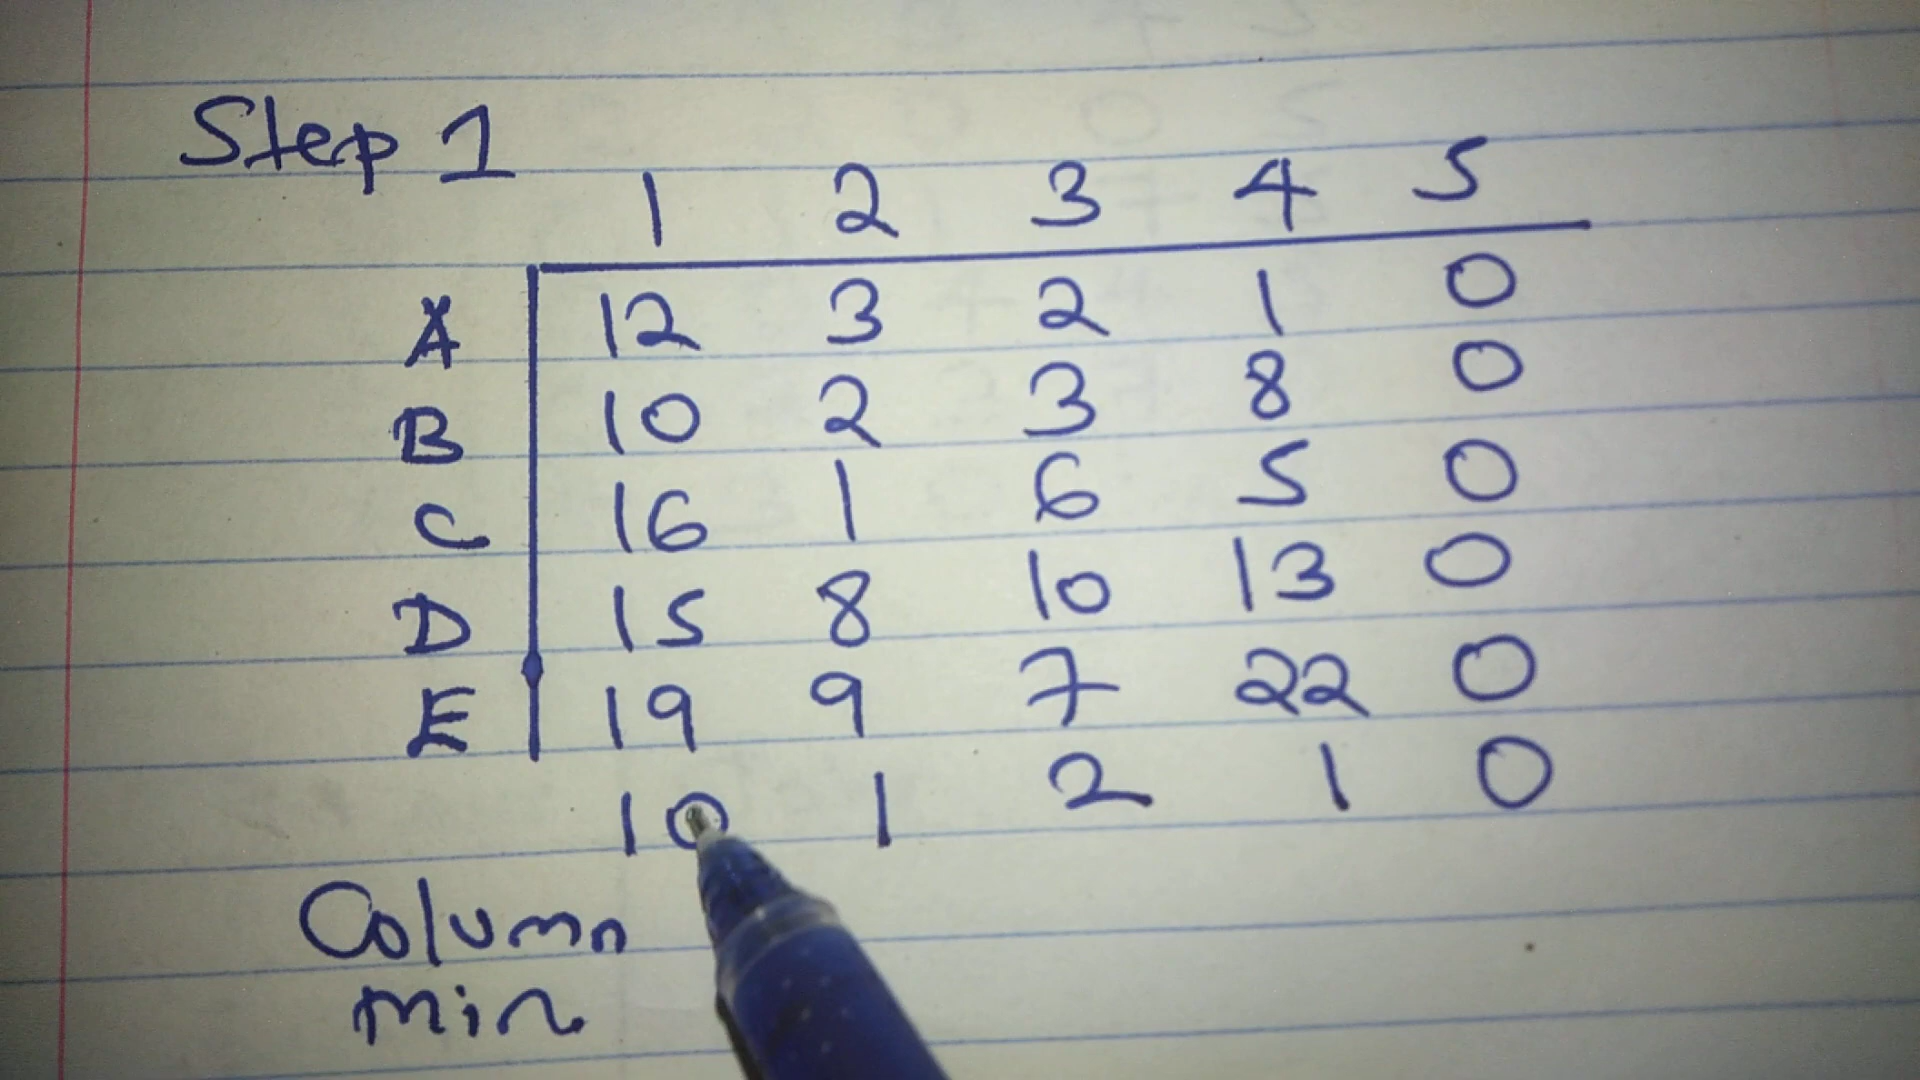 Step 1
1 2 3 4 5
A 12 3 2 1 0
B 10 2 3 8 0
C 16 1 6 5 0
D 15 8 10 13 0
E 19 9 7 22 0
10 1 2 1 0
Column
min